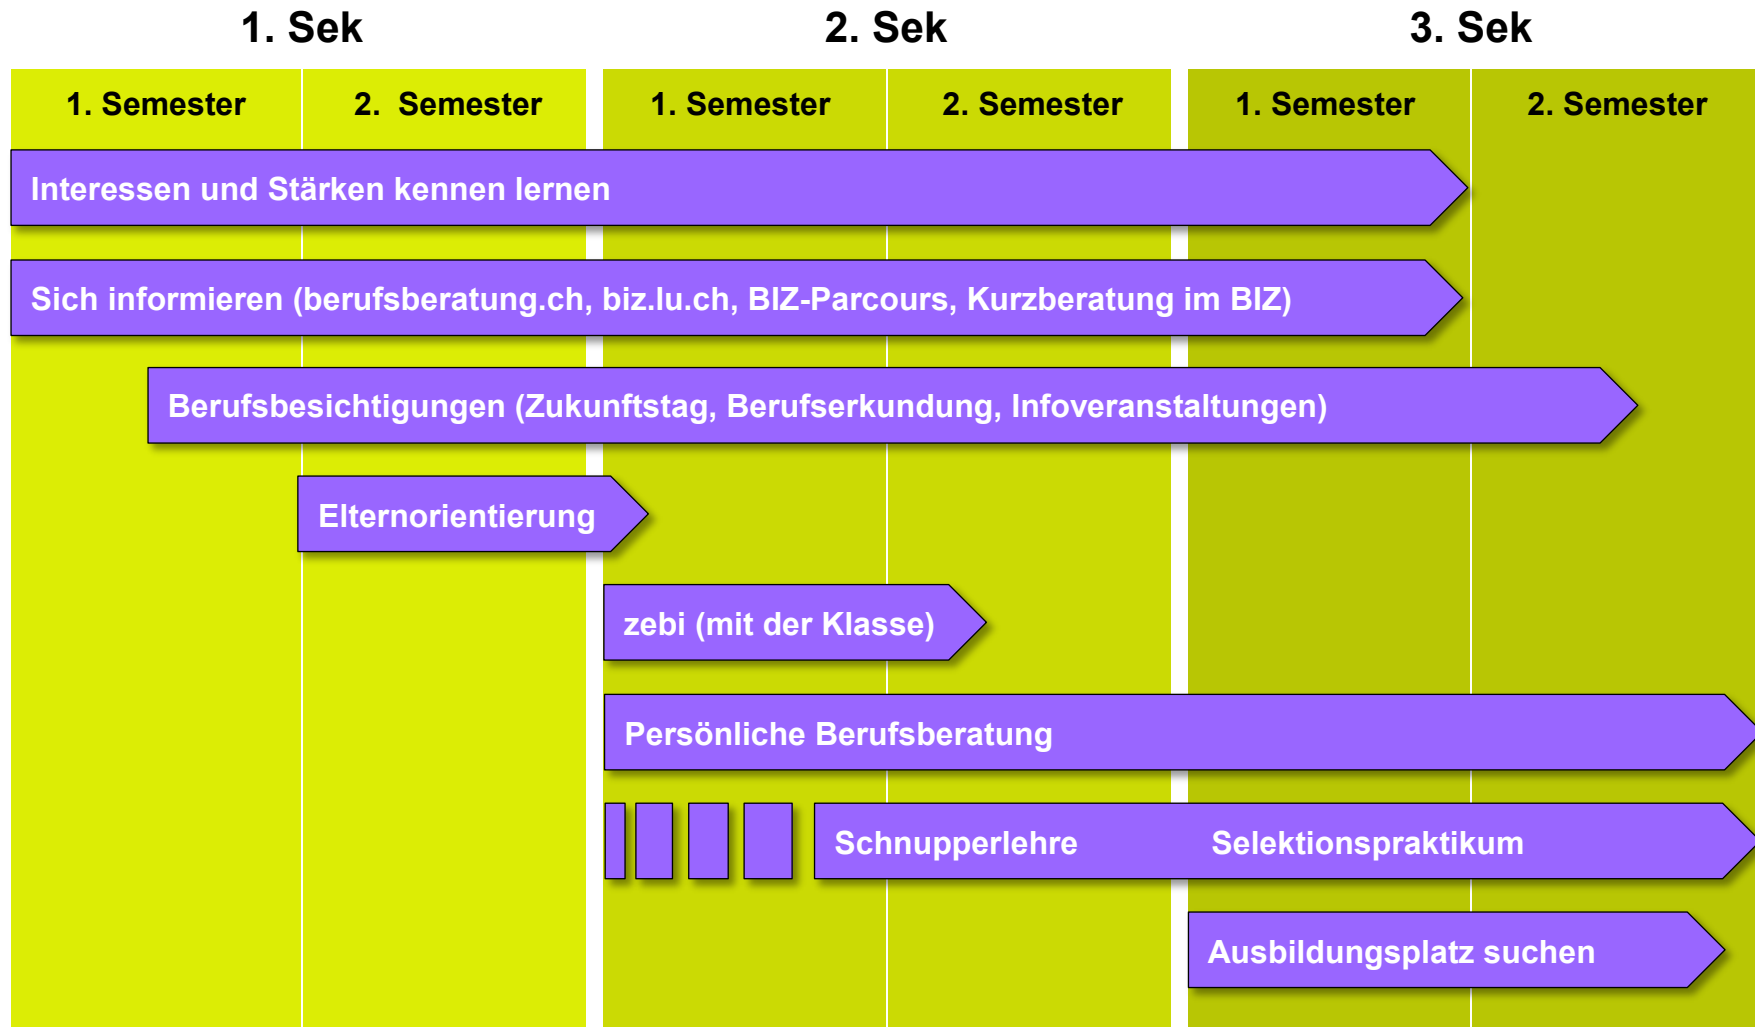 1. Sek 2. Sek 3. Sek
1. Semester 2. Semester 1. Semester 2. Semester 1. Semester 2. Semester
Interessen und Stärken kennen lernen
Sich informieren (berufsberatung.ch, biz.lu.ch, BIZ-Parcours, Kurzberatung im BIZ)
Berufsbesichtigungen (Zukunftstag, Berufserkundung, Infoveranstaltungen)
Elternorientierung
zebi (mit der Klasse)
Persönliche Berufsberatung
Schnupperlehre Selektionspraktikum
Ausbildungsplatz suchen